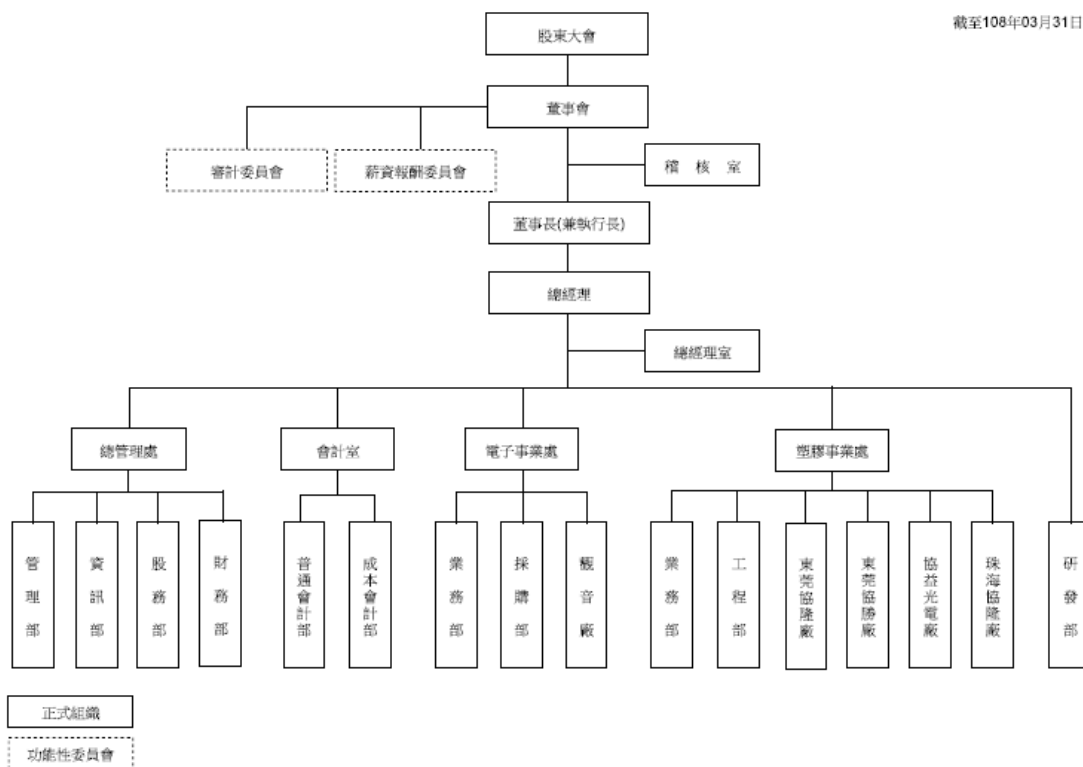 截至108年03月31日
股東大會
董事會
審計委員會
薪資報酬委員會
稽 核 室
董事長(兼執行長)
總經理
總經理室
總管理處
會計室
電子事業處
塑膠事業處
管理部
資訊部
股務部
財務部
普通會計部
成本會計部
業務部
採購部
觀音廠
業務部
工程部
東莞協隆廠
東莞協勝廠
協益光電廠
珠海協隆廠
研發部
正式組織
功能性委員會